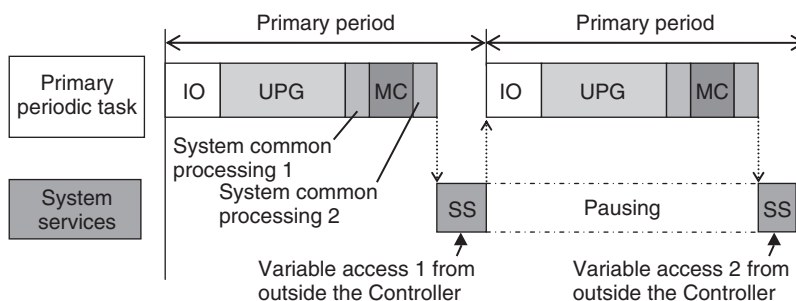 Primary period
Primary period
Primary
periodic task
IO
UPG
MC
IO
UPG
MC
System common
processing 1
System common
processing 2
System
services
SS
Pausing
SS
Variable access 1 from
outside the Controller
Variable access 2 from
outside the Controller